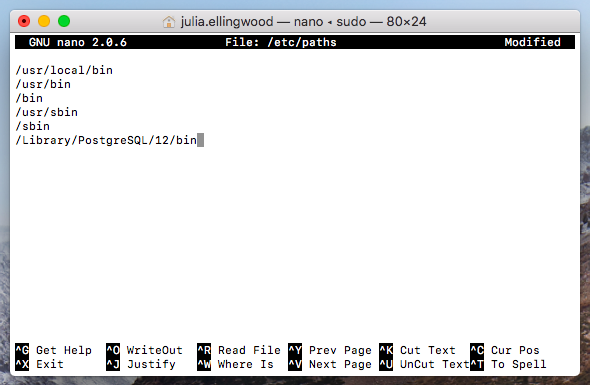 julia.ellingwood — nano ◂ sudo — 80×24
GNU nano 2.0.6 File: /etc/paths Modified
/usr/local/bin
/usr/bin
/bin
/usr/sbin
/sbin
/Library/PostgreSQL/12/bin
^G Get Help ^O WriteOut ^R Read File ^Y Prev Page ^K Cut Text ^C Cur Pos
^X Exit ^J Justify ^W Where Is ^V Next Page ^U UnCut Text ^T To Spell